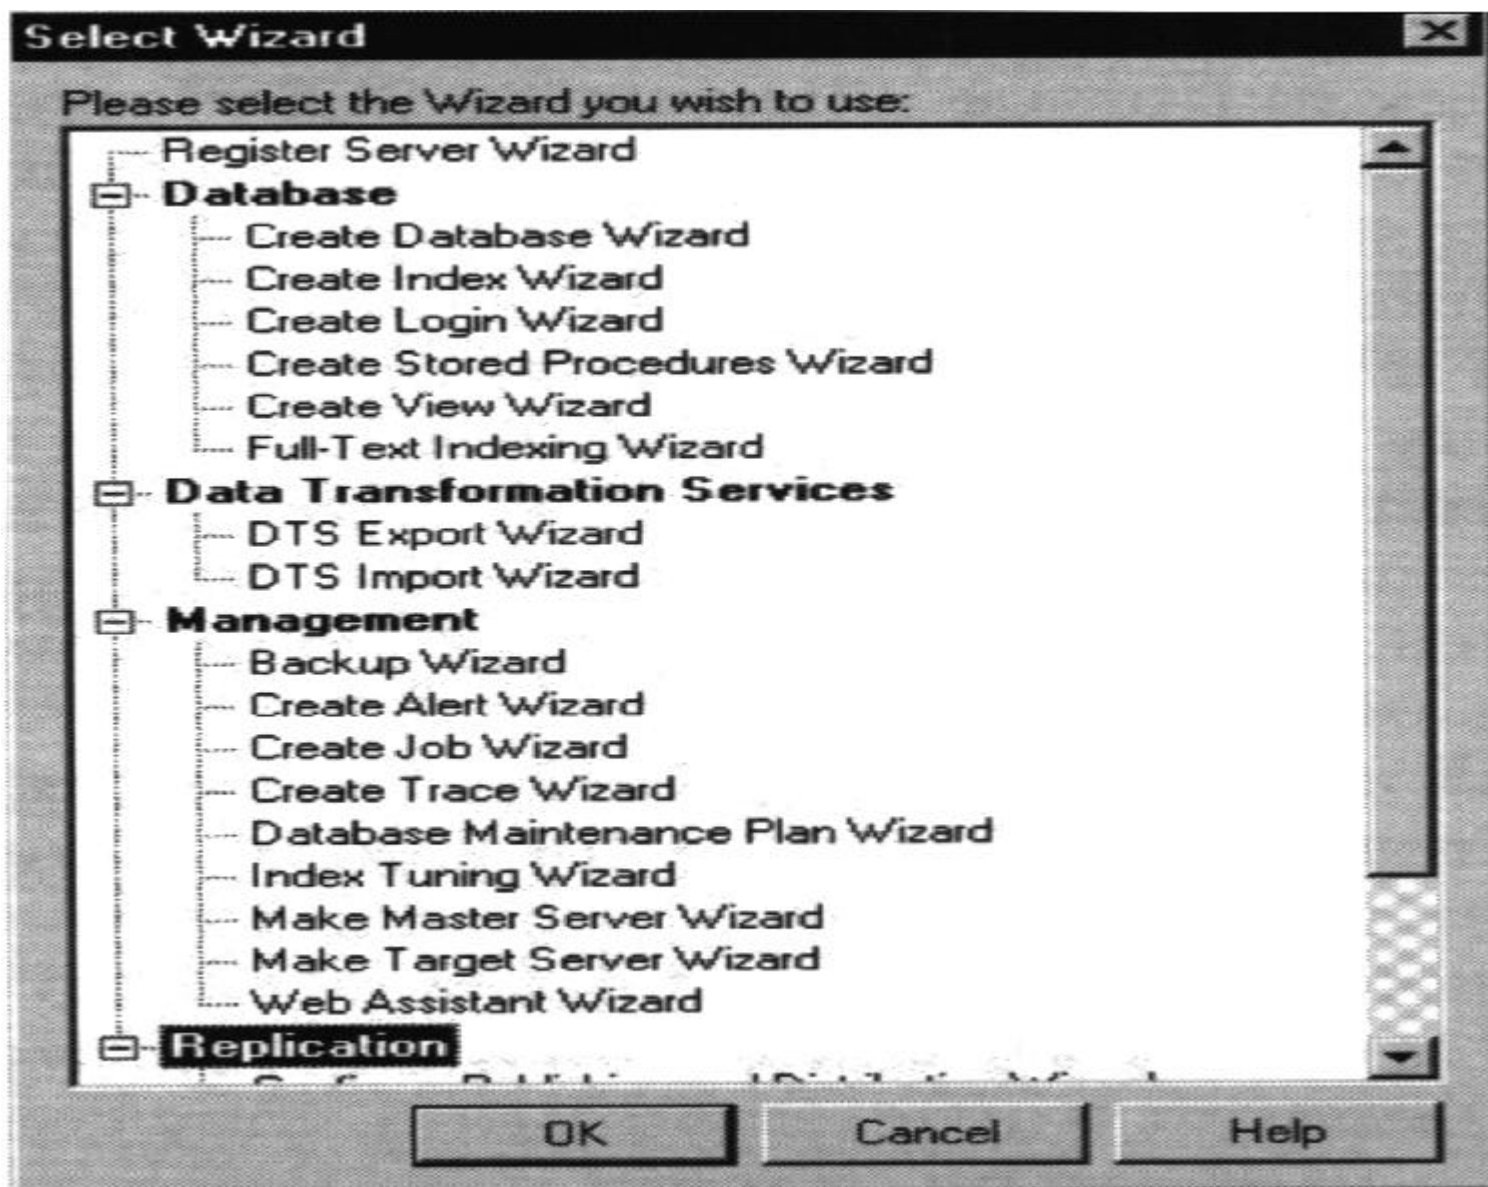 Select Wizard
Please select the Wizard you wish to use:
Register Server Wizard
Database
Create Database Wizard
Create Index Wizard
Create Login Wizard
Create Stored Procedures Wizard
Create View Wizard
Full-Text Indexing Wizard
Data Transformation Services
DTS Export Wizard
DTS Import Wizard
Management
Backup Wizard
Create Alert Wizard
Create Job Wizard
Create Trace Wizard
Database Maintenance Plan Wizard
Index Tuning Wizard
Make Master Server Wizard
Make Target Server Wizard
Web Assistant Wizard
Replication
OK Cancel Help